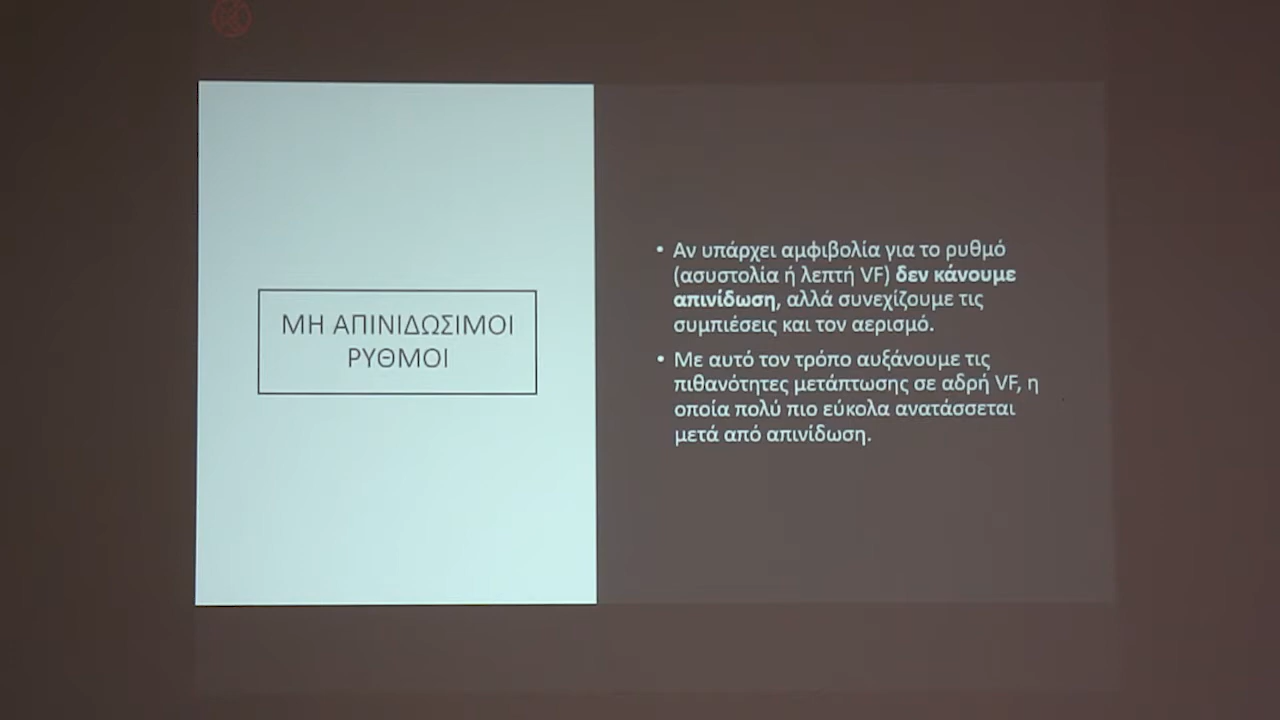 ΜΗ ΑΠΙΝΙΔΩΣΙΜΟΙ
ΡΥΘΜΟΙ
• Αν υπάρχει αμφιβολία για το ρυθμό
(ασυστολία ή λεπτή VF) δεν κάνουμε
απινίδωση, αλλά συνεχίζουμε τις
συμπιέσεις και τον αερισμό.
• Με αυτό τον τρόπο αυξάνουμε τις
πιθανότητες μετάπτωσης σε αδρή VF, η
οποία πολύ πιο εύκολα ανατάσσεται
μετά από απινίδωση.